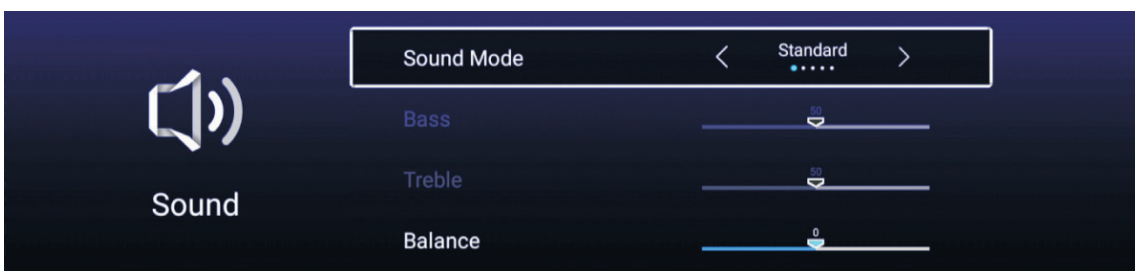 Sound Mode
Standard
Bass
50
Treble
50
Sound
Balance
0